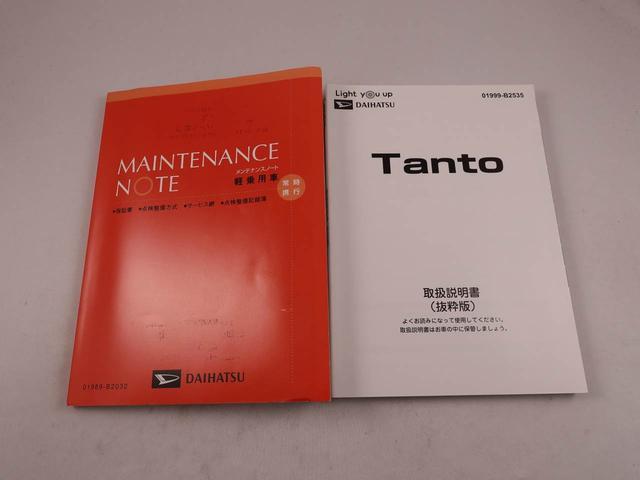 MAINTENANCE
NOTE
メンテナンスノート
軽乗用車
常時
携行
●保証書 ●点検整備方式 ●サービス網 ●点検整備記録簿
DAIHATSU
01989-B2032
Light you up
DAIHATSU
01999-B2535
Tanto
取扱説明書
（抜粋版）
よくお読みになって使用してください。
取扱説明書はお車の中に保管しましょう。